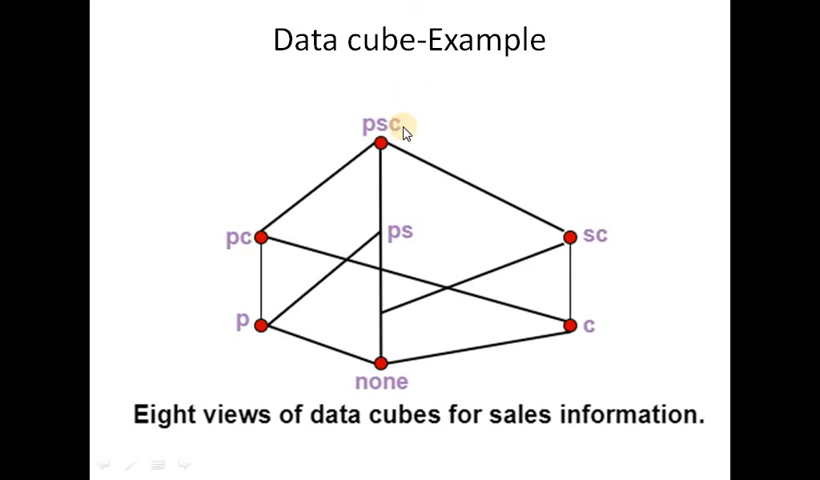 Data cube-Example
psc
pc
ps
sc
p
c
none
Eight views of data cubes for sales information.